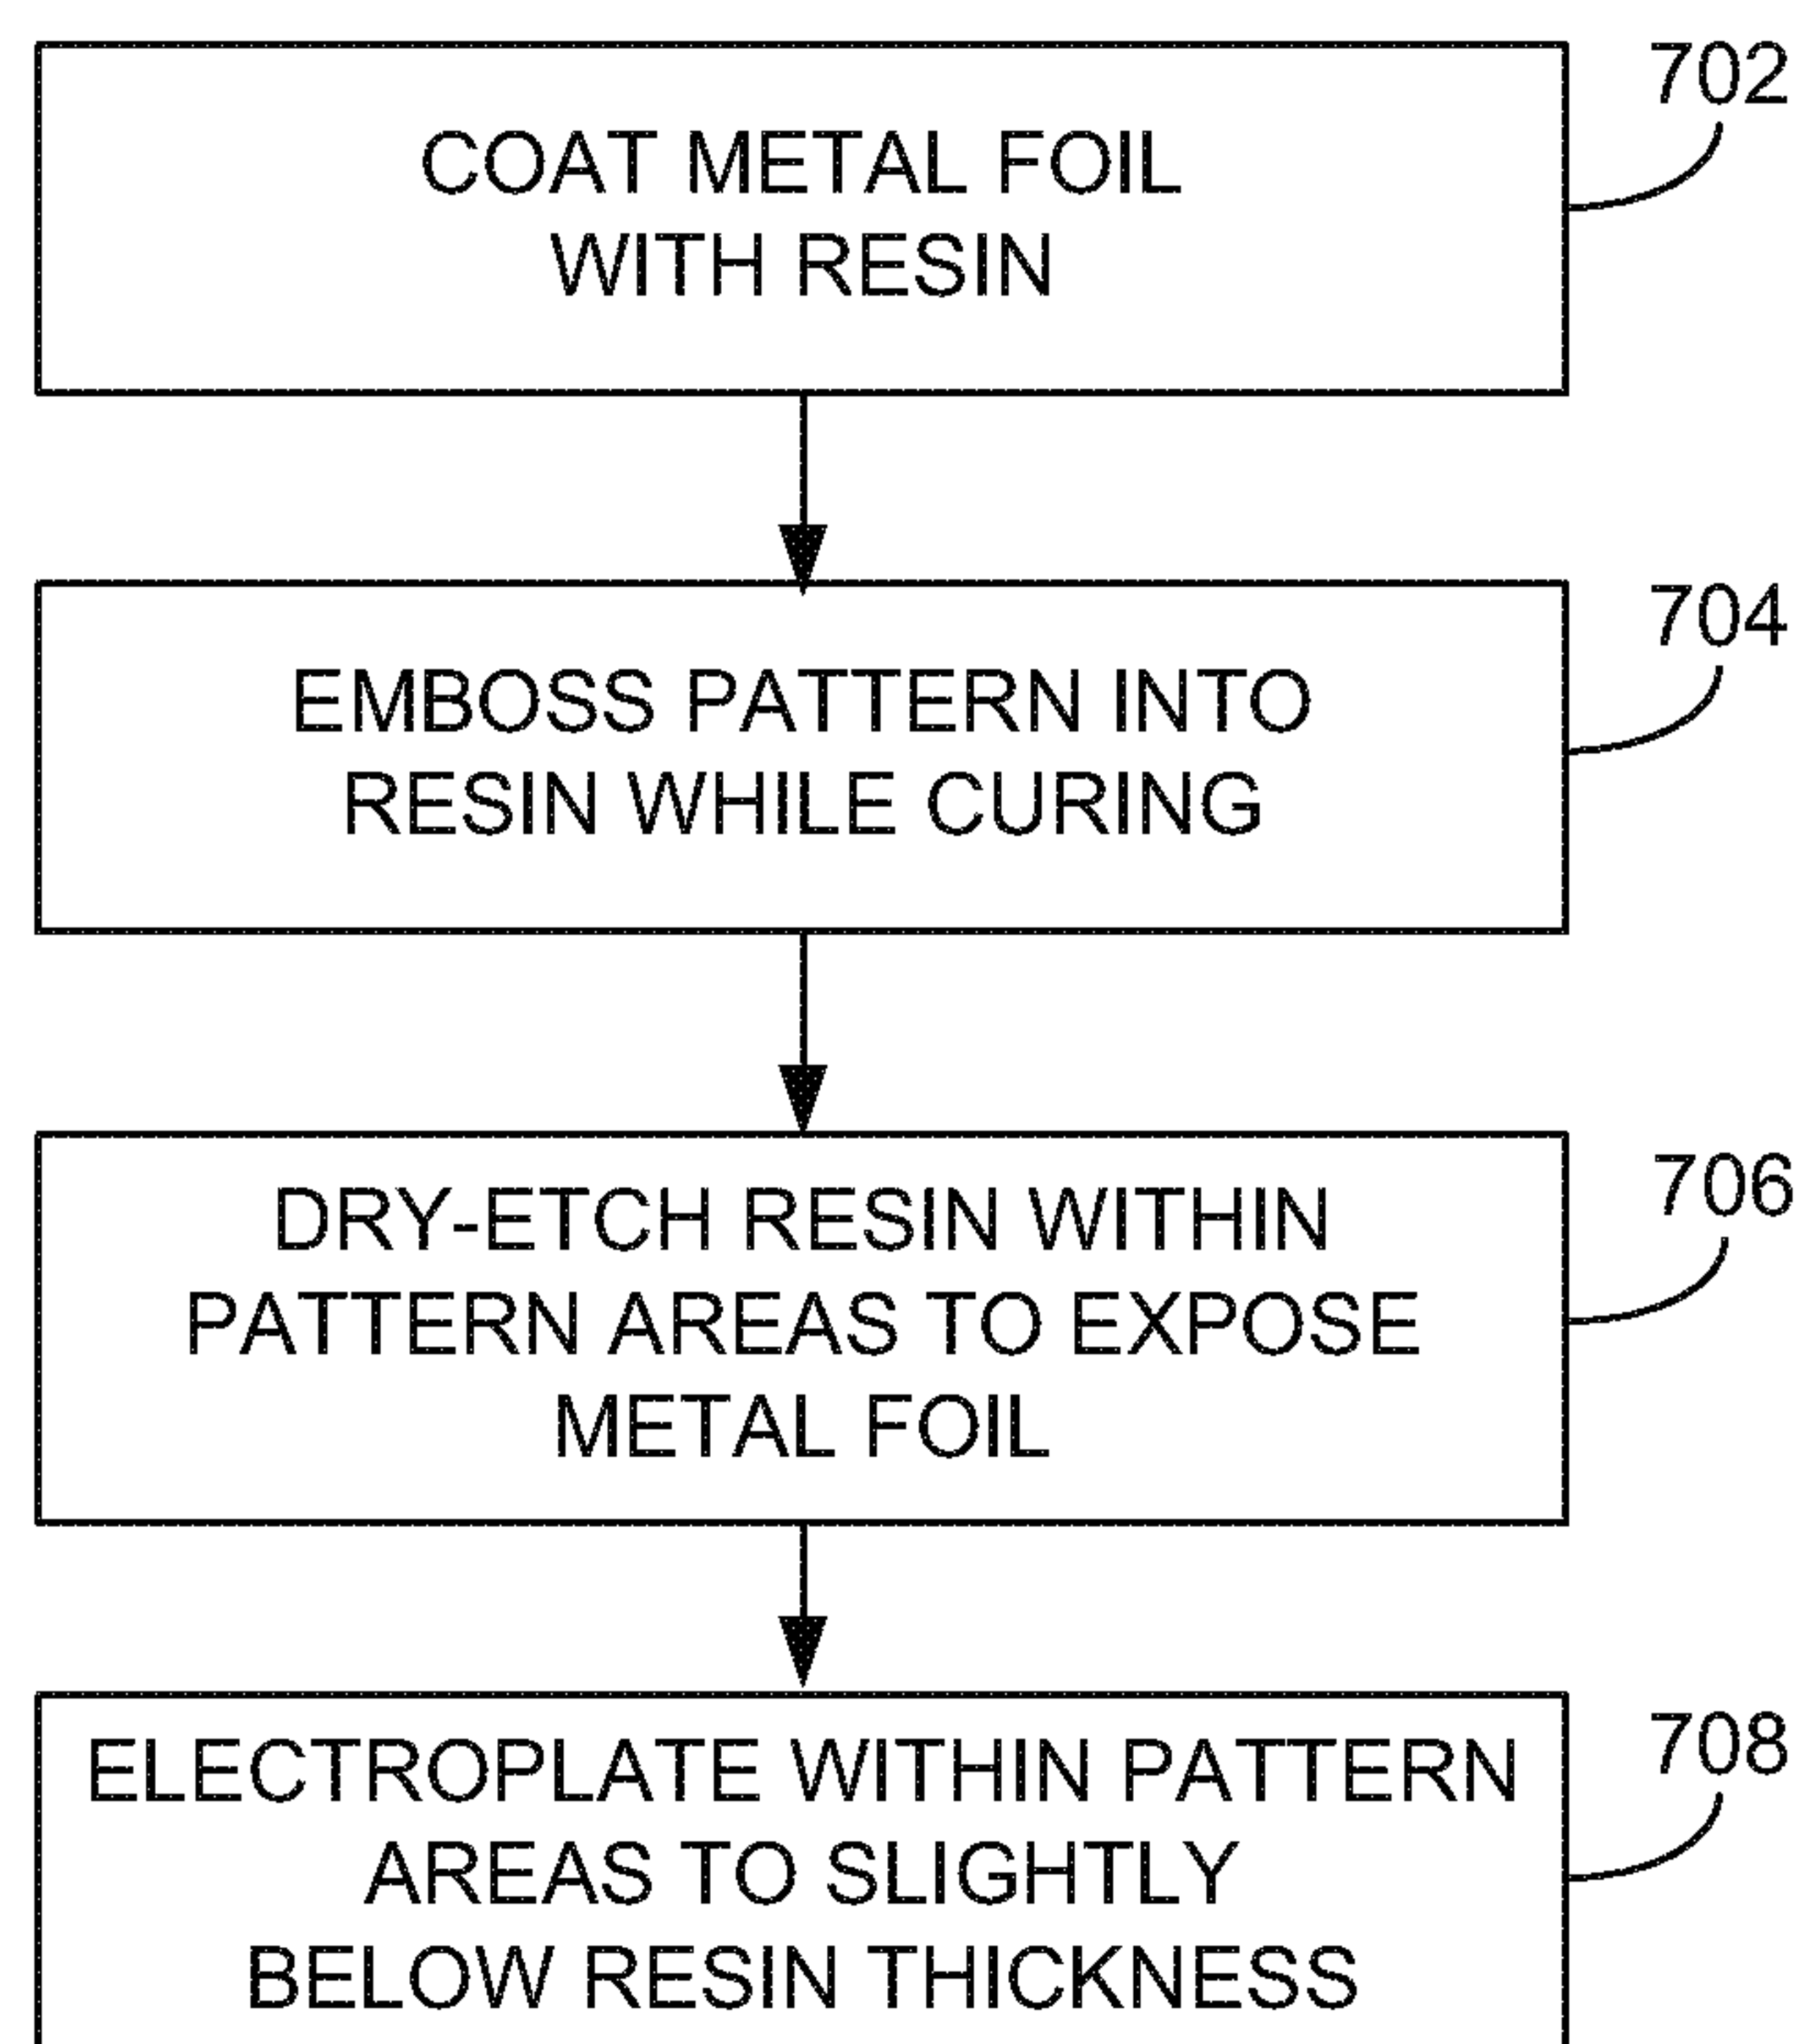 702
COAT METAL FOIL
WITH RESIN
704
EMBOSS PATTERN INTO
RESIN WHILE CURING
706
DRY-ETCH RESIN WITHIN
PATTERN AREAS TO EXPOSE
METAL FOIL
708
ELECTROPLATE WITHIN PATTERN
AREAS TO SLIGHTLY
BELOW RESIN THICKNESS